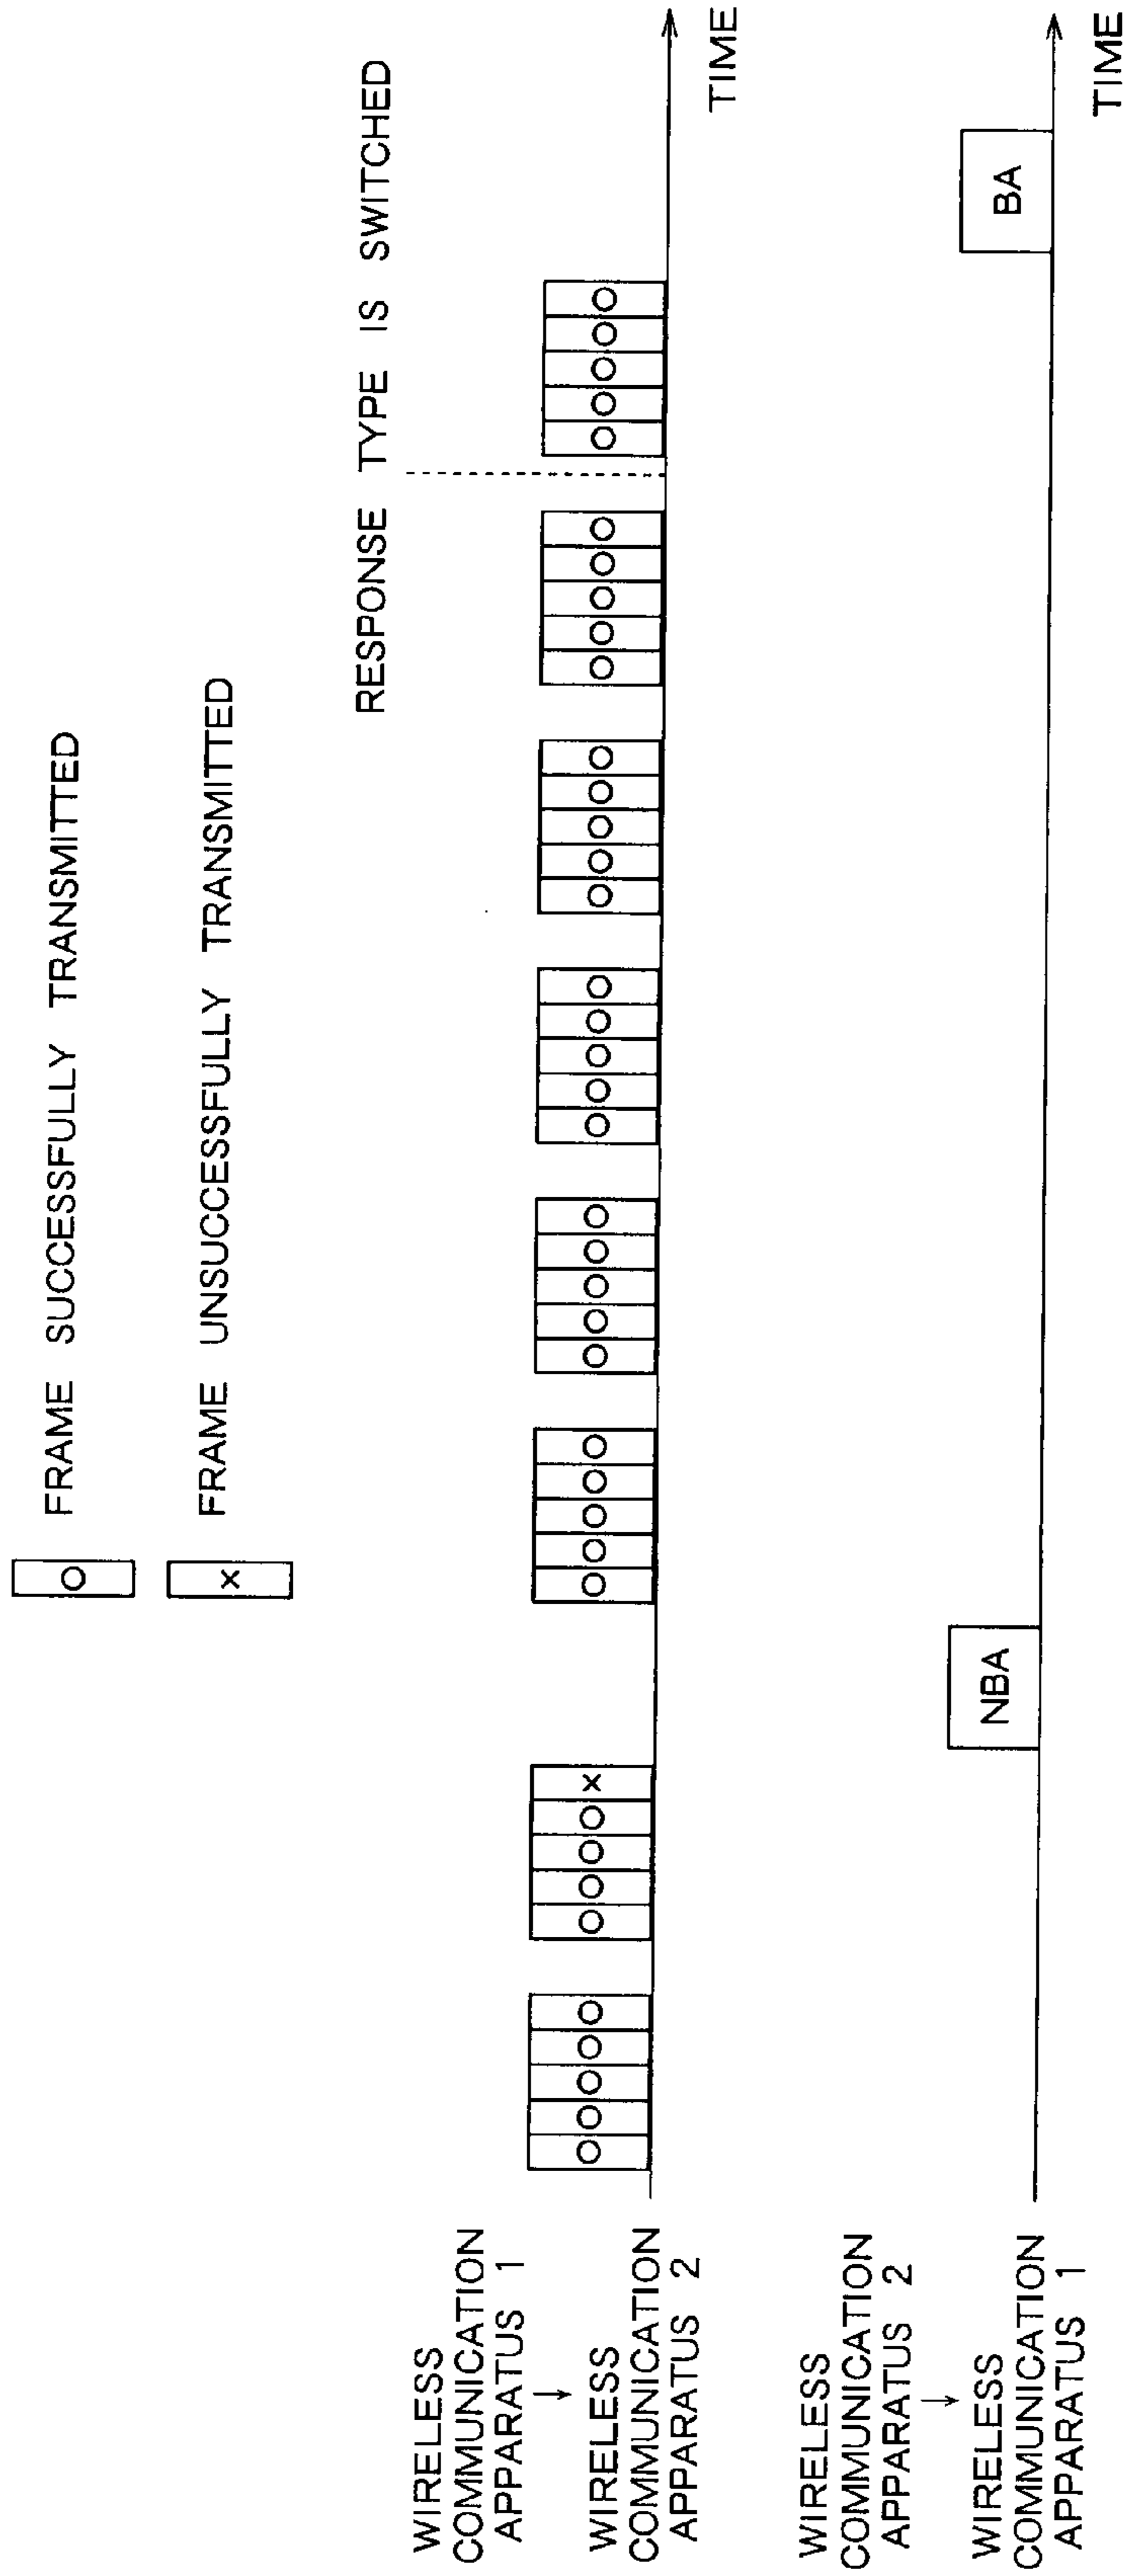 O FRAME SUCCESSFULLY TRANSMITTED
x FRAME UNSUCCESSFULLY TRANSMITTED
RESPONSE TYPE IS SWITCHED
WIRELESS
COMMUNICATION
APPARATUS 1
↓
WIRELESS
COMMUNICATION
APPARATUS 2
O O O O O O O O O x O O O O O O O O O O O O O O O O O O O O O O O O O O O O O O
TIME
WIRELESS
COMMUNICATION
APPARATUS 2
↓
WIRELESS
COMMUNICATION
APPARATUS 1
NBA BA
TIME